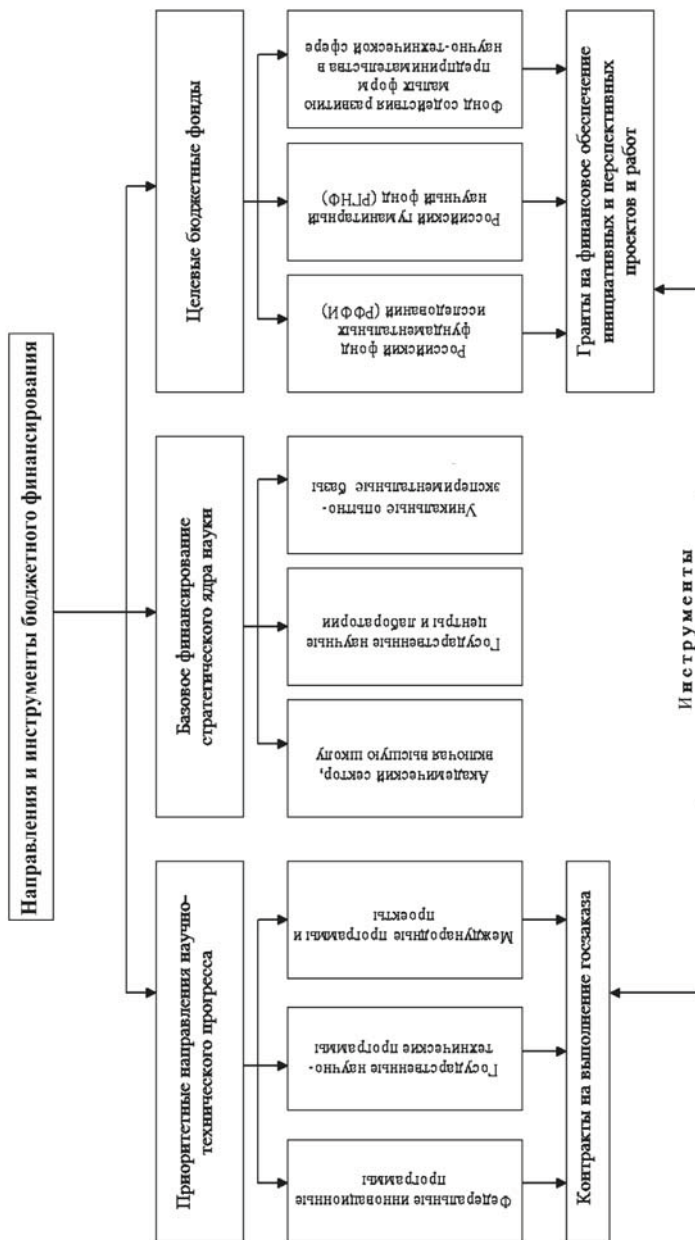 Направления и инструменты бюджетного финансирования
Приоритетные направления научно-
технического прогресса
Базовое финансирование
стратегического ядра науки
Целевые бюджетные фонды
Федеральные инновационные
программы
Государственные научно-
технические программы
Международные программы и
проекты
Академический сектор,
включая высшую школу
Государственные научные
центры и лаборатории
Уникальные опытно-
экспериментальные базы
Российский фонд
фундаментальных
исследований (РФФИ)
Российский гуманитарный
научный фонд (РГНФ)
Фонд содействия развитию
малых форм
предпринимательства в
научно-технической сфере
Контракты на выполнение госзаказа
Гранты на финансовое обеспечение
инициативных и перспективных
проектов и работ
Инструменты